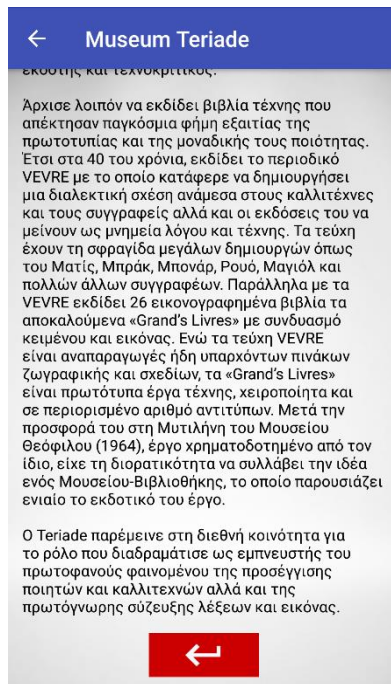 Museum Teriade
εκδότης και τεχνοκριτικός.
Άρχισε λοιπόν να εκδίδει βιβλία τέχνης που
απέκτησαν παγκόσμια φήμη εξαιτίας της
πρωτοτυπίας και της μοναδικής τους ποιότητας.
Έτσι στα 40 του χρόνια, εκδίδει το περιοδικό
VEVRE με το οποίο κατάφερε να δημιουργήσει
μια διαλεκτική σχέση ανάμεσα στους καλλιτέχνες
και τους συγγραφείς αλλά και οι εκδόσεις του να
μείνουν ως μνημεία λόγου και τέχνης. Τα τεύχη
έχουν τη σφραγίδα μεγάλων δημιουργών όπως
του Ματίς, Μπράκ, Μπονάρ, Ρουό, Μαγιόλ και
πολλών άλλων συγγραφέων. Παράλληλα με τα
VEVRE εκδίδει 26 εικονογραφημένα βιβλία τα
αποκαλούμενα «Grand's Livres» με συνδυασμό
κειμένου και εικόνας. Ενώ τα τεύχη VEVRE
είναι αναπαραγωγές ήδη υπαρχόντων πινάκων
ζωγραφικής και σχεδίων, τα «Grand's Livres»
είναι πρωτότυπα έργα τέχνης, χειροποίητα και
σε περιορισμένο αριθμό αντιτύπων. Μετά την
προσφορά του στη Μυτιλήνη του Μουσείου
Θεόφιλου (1964), έργο χρηματοδοτημένο από τον
ίδιο, είχε τη διορατικότητα να συλλάβει την ιδέα
ενός Μουσείου-Βιβλιοθήκης, το οποίο παρουσιάζει
ενιαίο το εκδοτικό του έργο.
Ο Teriade παρέμεινε στη διεθνή κοινότητα για
το ρόλο που διαδραμάτισε ως εμπνευστής του
πρωτοφανούς φαινομένου της προσέγγισης
ποιητών και καλλιτεχνών αλλά και της
πρωτόγνωρης σύζευξης λέξεων και εικόνας.